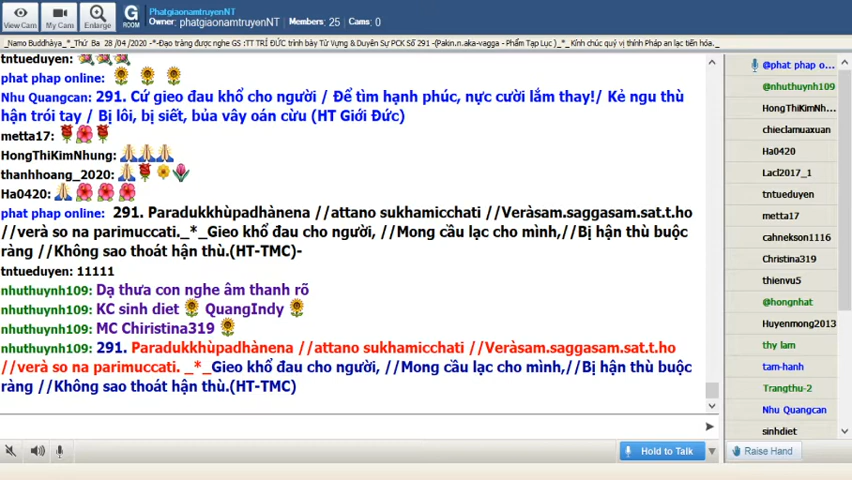 View Cam
My Cam
Enlarge
G
ROOM
PhatgiaonamtruyenNT
Owner: phatgiaonamtruyenNT Members: 25 Cams: 0
_Namo Buddhàya_*_Thứ Ba 28 /04 /2020 -*-Đạo tràng được nghe GS :TT TRÍ ĐỨC trình bày Từ Vựng & Duyên Sự PCK Số 291 -(Pakin.n.aka-vagga - Phẩm Tạp Lục )_*_ Kính chúc quý vị thính Pháp an lạc tiến hóa._
tntueduyen:
phat phap online:
Nhu Quangcan: 291. Cứ gieo đau khổ cho người / Để tìm hạnh phúc, nực cười lắm thay!/ Kẻ ngu thù
hận trói tay / Bị lôi, bị siết, bủa vây oán cừu (HT Giới Đức)
metta17:
HongThiKimNhung:
thanhhoang_2020:
Ha0420:
phat phap online: 291. Paradukkhùpadhànena //attano sukhamicchati //Veràsam.saggasam.sat.t.ho
//verà so na parimuccati._*_Gieo khổ đau cho người, //Mong cầu lạc cho mình,//Bị hận thù buộc
ràng //Không sao thoát hận thù.(HT-TMC)-
tntueduyen: 11111
nhuthuynh109: Dạ thưa con nghe âm thanh rõ
nhuthuynh109: KC sinh diet QuangIndy
nhuthuynh109: MC Chiristina319
nhuthuynh109: 291. Paradukkhùpadhànena //attano sukhamicchati //Veràsam.saggasam.sat.t.ho
//verà so na parimuccati. _*_Gieo khổ đau cho người, //Mong cầu lạc cho mình,//Bị hận thù buộc
ràng //Không sao thoát hận thù.(HT-TMC)
Hold to Talk
@phat phap o...
@nhuthuynh109
HongThiKimN...
chieclamuaxuan
Ha0420
Lacl2017_1
tntueduyen
metta17
cahnekson1116
Christina319
thienvu5
@hongnhat
Huyenmong2013
thy lam
tam-hanh
Trangthu-2
Nhu Quangcan
sinhdiet
Raise Hand